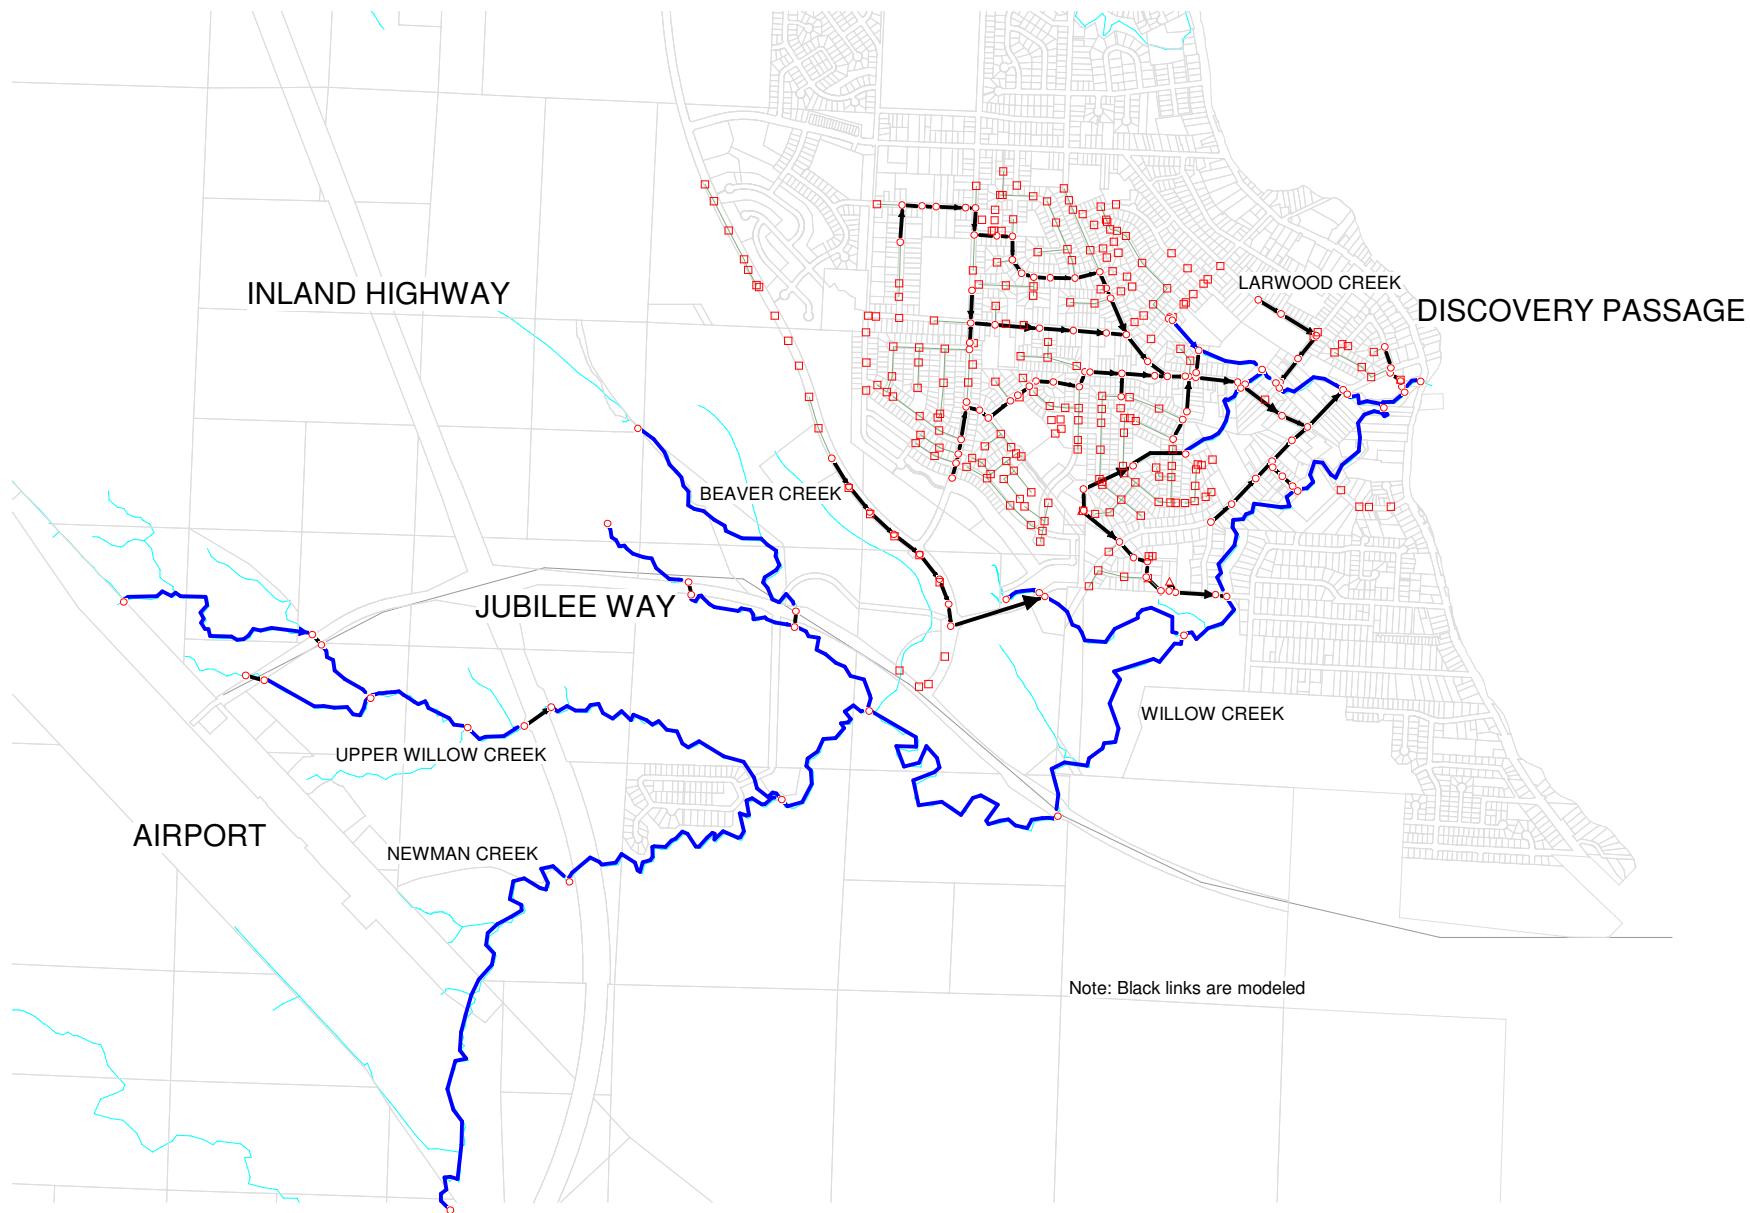 LARWOOD CREEK
INLAND HIGHWAY
DISCOVERY PASSAGE
BEAVER CREEK
JUBILEE WAY
WILLOW CREEK
UPPER WILLOW CREEK
AIRPORT
NEWMAN CREEK
Note: Black links are modeled